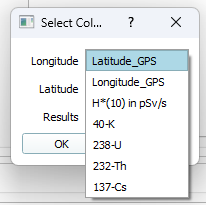 Select Col... ?
Longitude Latitude_GPS
Longitude_GPS
Latitude H*(10) in pSv/s
40-K
Results 238-U
OK 232-Th
137-Cs